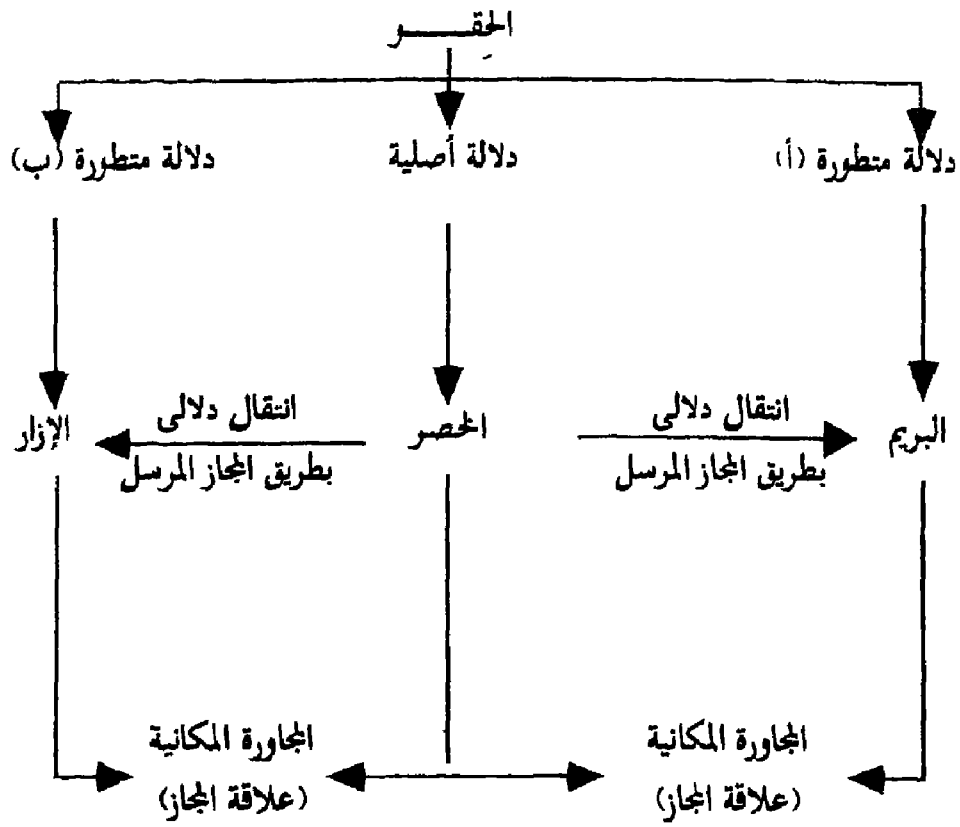 الحِقـــــو
دلالة متطورة (أ)
دلالة أصلية
دلالة متطورة (ب)
البريم
انتقال دلالى
بطريق المجاز المرسل
الخصر
انتقال دلالى
بطريق المجاز المرسل
الإزار
المجاورة المكانية
(علاقة المجاز)
المجاورة المكانية
(علاقة المجاز)